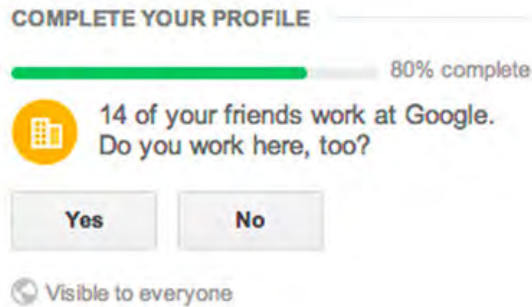 COMPLETE YOUR PROFILE
80% complete
14 of your friends work at Google.
Do you work here, too?
Yes No
Visible to everyone